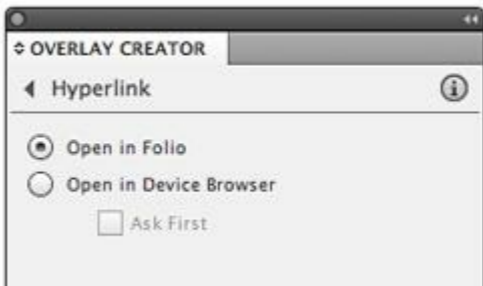 OVERLAY CREATOR
Hyperlink
Open in Folio
Open in Device Browser
Ask First